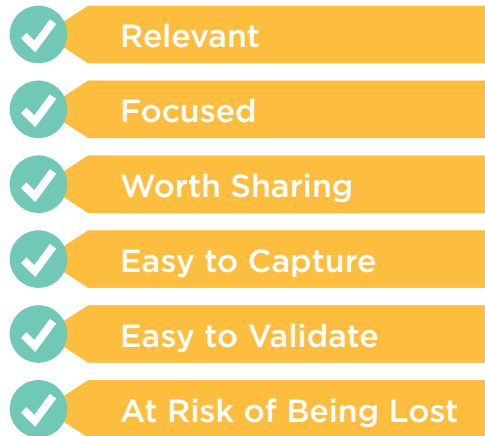 Relevant
Focused
Worth Sharing
Easy to Capture
Easy to Validate
At Risk of Being Lost